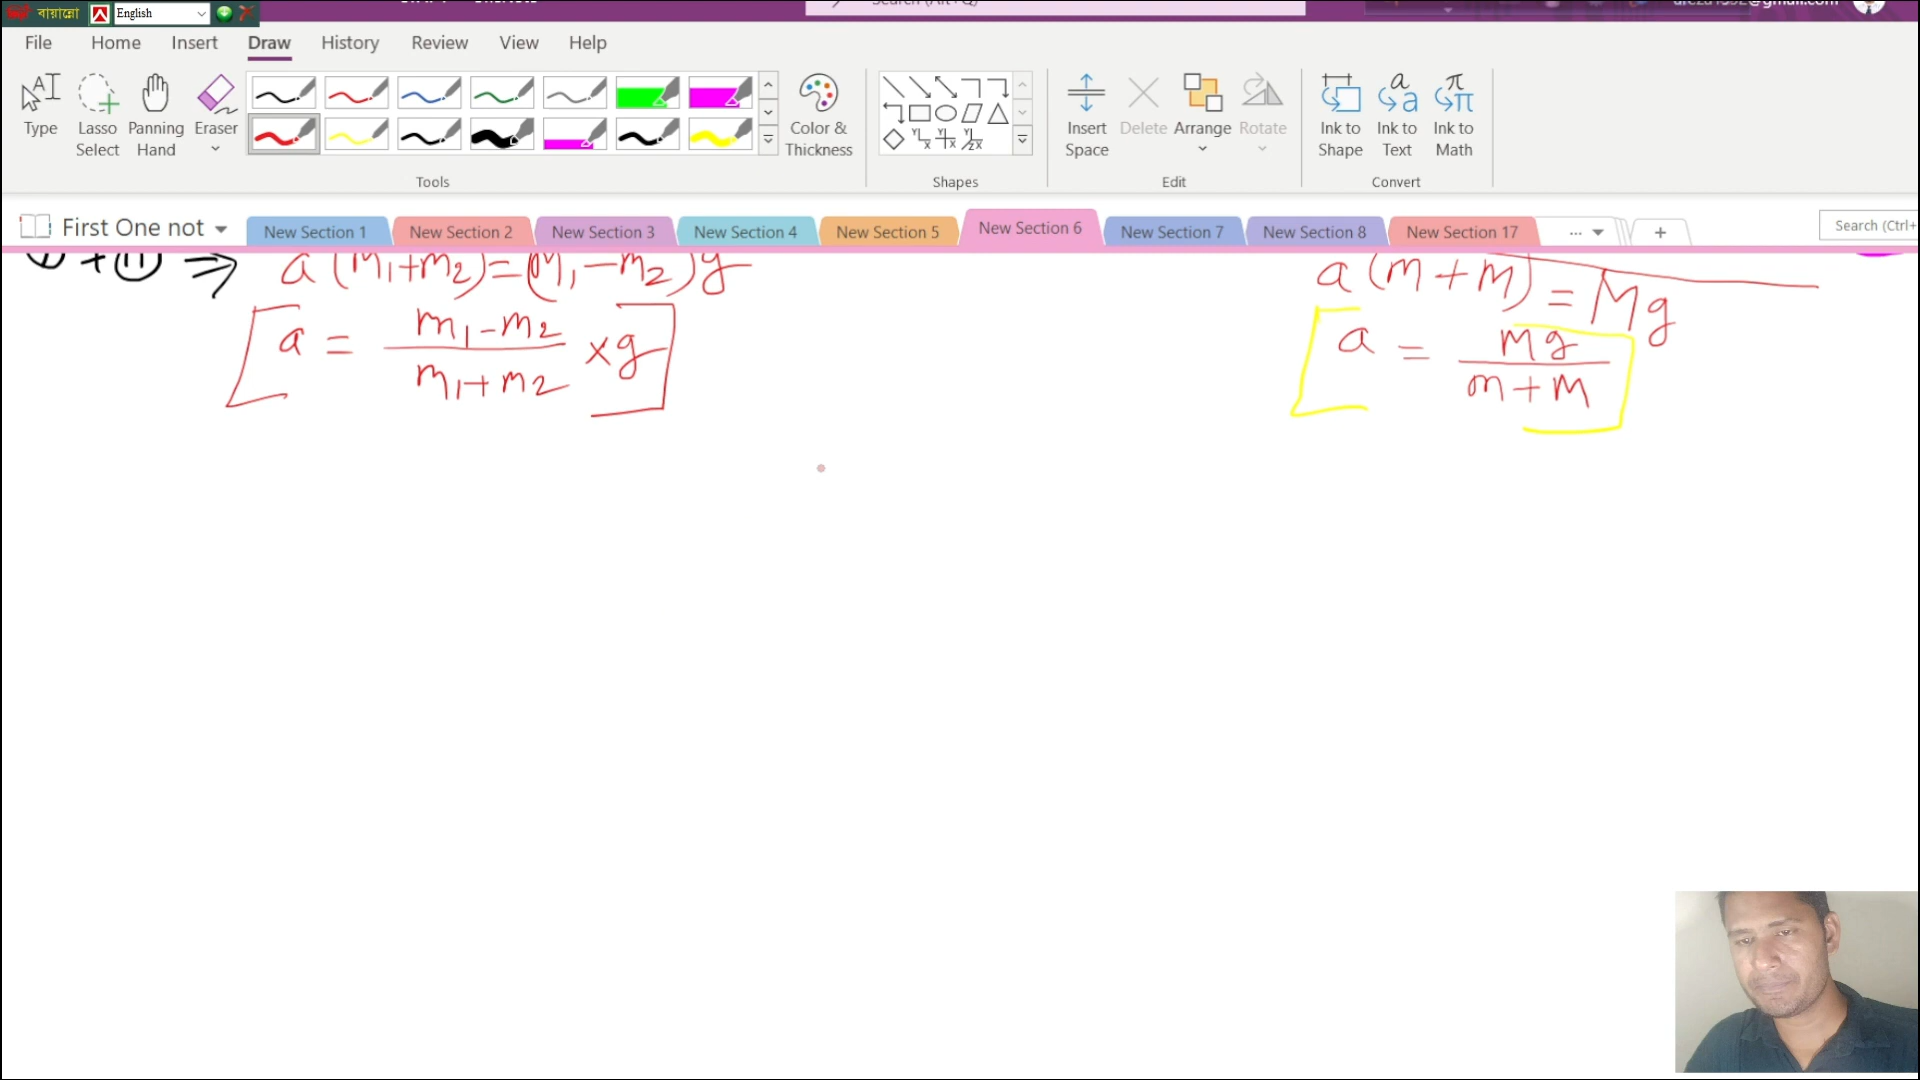 বায়ান্নো English
File Home Insert Draw History Review View Help
Type Lasso Select Panning Hand Eraser Color & Thickness Insert Space Delete Arrange Rotate Ink to Shape Ink to Text Ink to Math
Tools Shapes Edit Convert
First One not New Section 1 New Section 2 New Section 3 New Section 4 New Section 5 New Section 6 New Section 7 New Section 8 New Section 17 ... + Search (Ctrl+
+ (II) ⇒ a(m₁+m₂)=(m₁-m₂)g
a = (m₁-m₂)/(m₁+m₂) ×g
a(m+M) = Mg
a = Mg/(m+M)